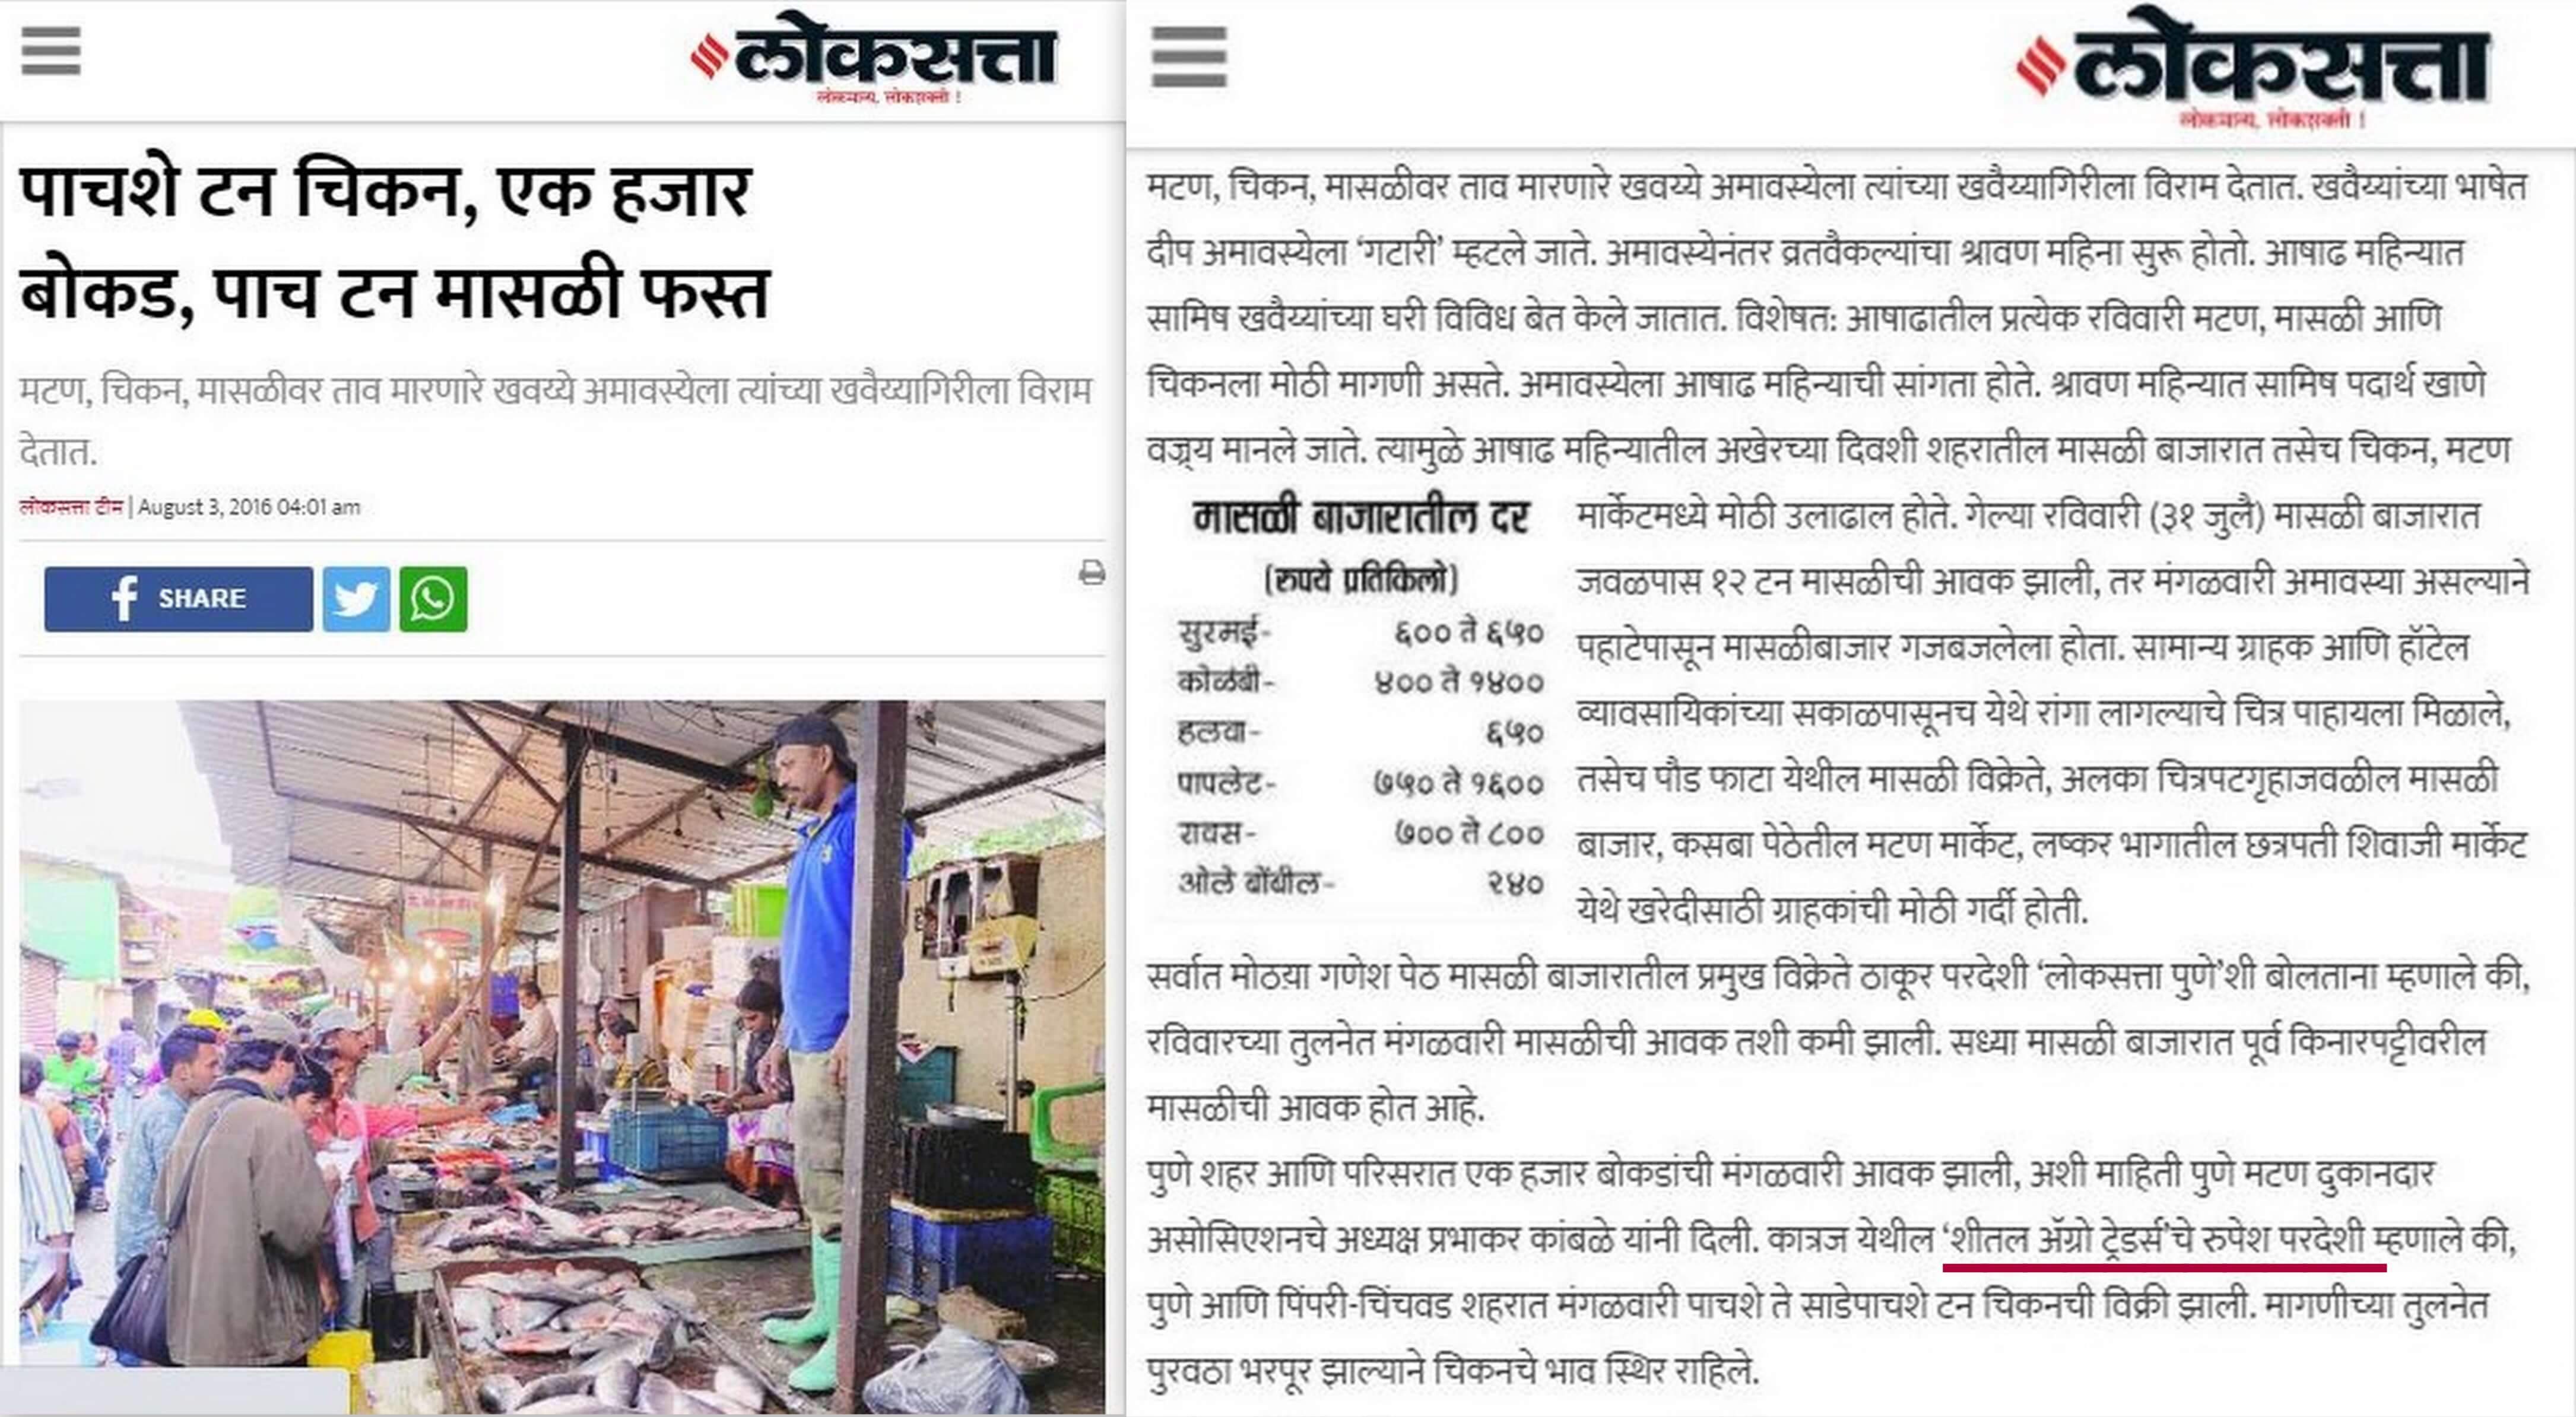 लोकसत्ता
लोकमान्य, लोकशक्ती !
पाचशे टन चिकन, एक हजार
बोकड, पाच टन मासळी फस्त
मटण, चिकन, मासळीवर ताव मारणारे खवय्ये अमावस्येला त्यांच्या खवैय्यागिरीला विराम
देतात.
लोकसत्ता टीम | August 3, 2016 04:01 am
SHARE
लोकसत्ता
लोकमान्य, लोकशक्ती !
मटण, चिकन, मासळीवर ताव मारणारे खवय्ये अमावस्येला त्यांच्या खवैय्यागिरीला विराम देतात. खवैय्यांच्या भाषेत
दीप अमावस्येला ‘गटारी’ म्हटले जाते. अमावस्येनंतर व्रतवैकल्यांचा श्रावण महिना सुरू होतो. आषाढ महिन्यात
सामिष खवैय्यांच्या घरी विविध बेत केले जातात. विशेषत: आषाढातील प्रत्येक रविवारी मटण, मासळी आणि
चिकनला मोठी मागणी असते. अमावस्येला आषाढ महिन्याची सांगता होते. श्रावण महिन्यात सामिष पदार्थ खाणे
वज्र्य मानले जाते. त्यामुळे आषाढ महिन्यातील अखेरच्या दिवशी शहरातील मासळी बाजारात तसेच चिकन, मटण
मासळी बाजारातील दर
(रुपये प्रतिकिलो)
सुरमई- ६०० ते ६५०
कोळंबी- ४०० ते १४००
हलवा- ६५०
पापलेट- ७५० ते १६००
रावस- ७०० ते ८००
ओले बोंबील- २४०
मार्केटमध्ये मोठी उलाढाल होते. गेल्या रविवारी (३१ जुलै) मासळी बाजारात
जवळपास १२ टन मासळीची आवक झाली, तर मंगळवारी अमावस्या असल्याने
पहाटेपासून मासळीबाजार गजबजलेला होता. सामान्य ग्राहक आणि हॉटेल
व्यावसायिकांच्या सकाळपासूनच येथे रांगा लागल्याचे चित्र पाहायला मिळाले,
तसेच पौड फाटा येथील मासळी विक्रेते, अलका चित्रपटगृहाजवळील मासळी
बाजार, कसबा पेठेतील मटण मार्केट, लष्कर भागातील छत्रपती शिवाजी मार्केट
येथे खरेदीसाठी ग्राहकांची मोठी गर्दी होती.
सर्वात मोठय़ा गणेश पेठ मासळी बाजारातील प्रमुख विक्रेते ठाकूर परदेशी ‘लोकसत्ता पुणे’शी बोलताना म्हणाले की,
रविवारच्या तुलनेत मंगळवारी मासळीची आवक तशी कमी झाली. सध्या मासळी बाजारात पूर्व किनारपट्टीवरील
मासळीची आवक होत आहे.
पुणे शहर आणि परिसरात एक हजार बोकडांची मंगळवारी आवक झाली, अशी माहिती पुणे मटण दुकानदार
असोसिएशनचे अध्यक्ष प्रभाकर कांबळे यांनी दिली. कात्रज येथील ‘शीतल अ‍ॅग्रो ट्रेडर्स’चे रुपेश परदेशी म्हणाले की,
पुणे आणि पिंपरी-चिंचवड शहरात मंगळवारी पाचशे ते साडेपाचशे टन चिकनची विक्री झाली. मागणीच्या तुलनेत
पुरवठा भरपूर झाल्याने चिकनचे भाव स्थिर राहिले.